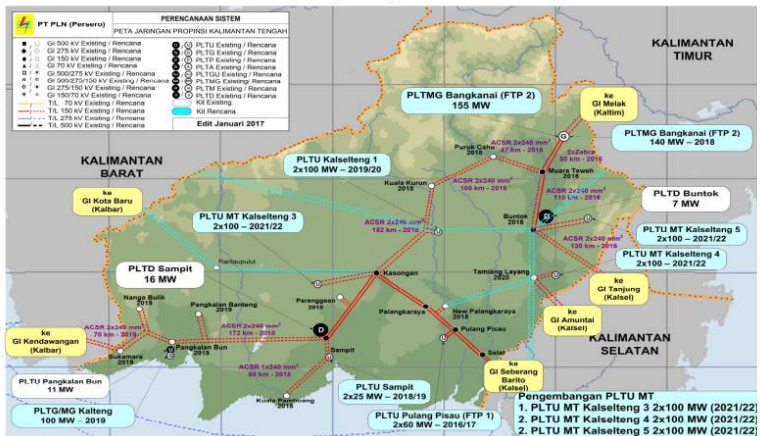 PT PLN (Persero)
PERENCANAAN SISTEM
PETA JARINGAN PROPINSI KALIMANTAN TENGAH
GI 500 kV Existing / Rencana
GI 275 kV Existing / Rencana
GI 150 kV Existing / Rencana
GI 70 kV Existing / Rencana
GI 500/275 kV Existing / Rencana
GI 500/275/150 kV Existing / Rencana
GI 275/150 kV Existing / Rencana
GI 150/70 kV Existing / Rencana
T/L 70 kV Existing / Rencana
T/L 150 kV Existing / Rencana
T/L 275 kV Existing / Rencana
T/L 500 kV Existing / Rencana
PLTU Existing / Rencana
PLTG Existing / Rencana
PLTP Existing / Rencana
PLTA Existing / Rencana
PLTGU Existing / Rencana
PLTMG Existing / Rencana
PLTM Existing / Rencana
PLTD Existing / Rencana
Kit Existing
Kit Rencana
Edit Januari 2017
KALIMANTAN
TIMUR
PLTMG Bangkanai (FTP 2)
155 MW
ke
GI Melak
(Kaltim)
PLTMG Bangkanai (FTP 2)
140 MW – 2018
G
ACSR 2x240 mm²
47 km - 2018
2xZebra
50 km - 2016
Puruk Cahu
2018
Muara Teweh
2016
KALIMANTAN
BARAT
PLTU Kalselteng 1
2x100 MW – 2019/20
Kuala Kurun
2018
ACSR 2x240 mm²
ACSR 2x240 mm²
110 km - 2016
PLTD Buntok
7 MW
ke
GI Kota Baru
(Kalbar)
PLTU MT Kalselteng 3
2x100 – 2021/22
ACSR 2x240 mm²
152 km - 2016
U
Buntok
2016
U
ACSR 2x240 mm²
130 km - 2016
PLTU MT Kalselteng 5
2x100 – 2021/22
PLTU MT Kalselteng 4
2x100 – 2021/22
PLTD Sampit
16 MW
Rantaupulut
Kasongan
Tamiang Layang
2020
U
ke
GI Tanjung
(Kalsel)
Nanga Bulik
2019
Pangkalan Banteng
2019
Parenggean
2018
U
Palangkaraya
New Palangkaraya
2018
ke
GI Amuntai
(Kalsel)
ke
GI Kendawangan
(Kalbar)
ACSR 2x240 mm²
70 km - 2019
ACSR 2x240 mm²
172 km - 2018
D
Sampit
Pulang Pisau
U
Selat
KALIMANTAN
SELATAN
Sukamara
2019
Pangkalan Bun
2018
ACSR 1x240 mm²
U
Kuala Pambuang
ke
GI Seberang
Barito
(Kalsel)
PLTU Pangkalan Bun
11 MW
PLTG/MG Kalteng
100 MW – 2019
PLTU Sampit
2x25 MW – 2018/19
PLTU Pulang Pisau (FTP 1)
2x60 MW – 2016/17
Pengembangan PLTU MT
1. PLTU MT Kalselteng 3 2x100 MW (2021/22)
2. PLTU MT Kalselteng 4 2x100 MW (2021/22)
2. PLTU MT Kalselteng 5 2x100 MW (2021/22)